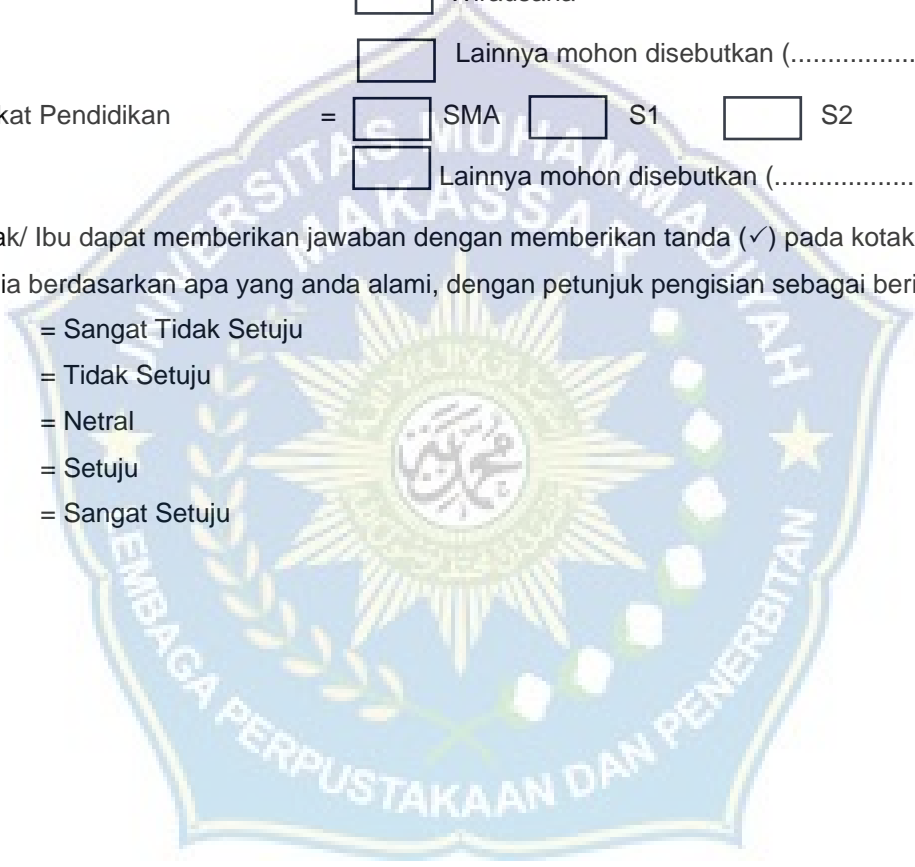 Lainnya mohon disebutkan (..................
kat Pendidikan = SMA S1 S2
Lainnya mohon disebutkan (....................
ak/ Ibu dapat memberikan jawaban dengan memberikan tanda (✓) pada kotak
ia berdasarkan apa yang anda alami, dengan petunjuk pengisian sebagai beri
= Sangat Tidak Setuju
= Tidak Setuju
= Netral
= Setuju
= Sangat Setuju
UNIVERSITAS MUHAMMADIYAH
MAKASSAR
LEMBAGA PERPUSTAKAAN DAN PENERBITAN